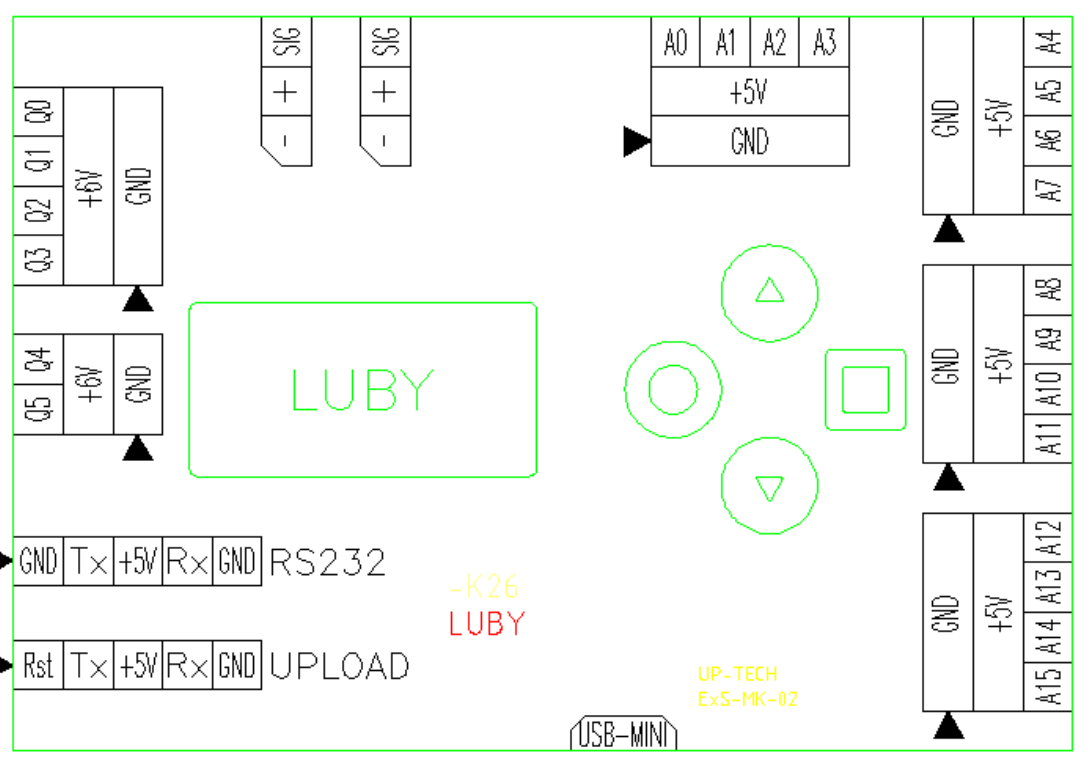 SIG SIG
+ +
- -
A0 A1 A2 A3
+5V
GND
GND +5V A4 A5 A6 A7
Q0 Q1 Q2 Q3 +6V GND
GND +5V A8 A9 A10 A11
Q4 Q5 +6V GND
LUBY
GND Tx +5V Rx GND RS232
-K26
LUBY
GND +5V A12 A13 A14 A15
Rst Tx +5V Rx GND UPLOAD
UP-TECH
ExS-MK-02
USB-MINI